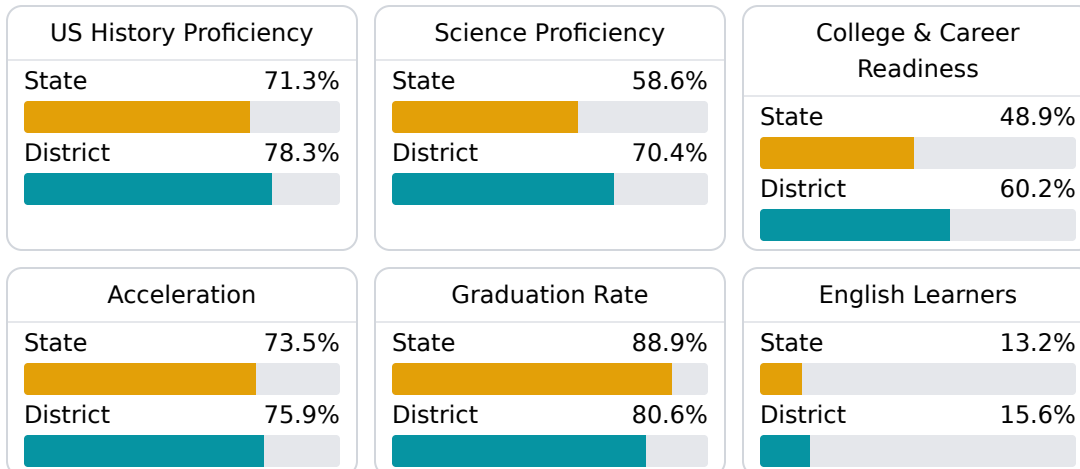 US History Proficiency
State 71.3%
District 78.3%
Science Proficiency
State 58.6%
District 70.4%
College & Career
Readiness
State 48.9%
District 60.2%
Acceleration
State 73.5%
District 75.9%
Graduation Rate
State 88.9%
District 80.6%
English Learners
State 13.2%
District 15.6%